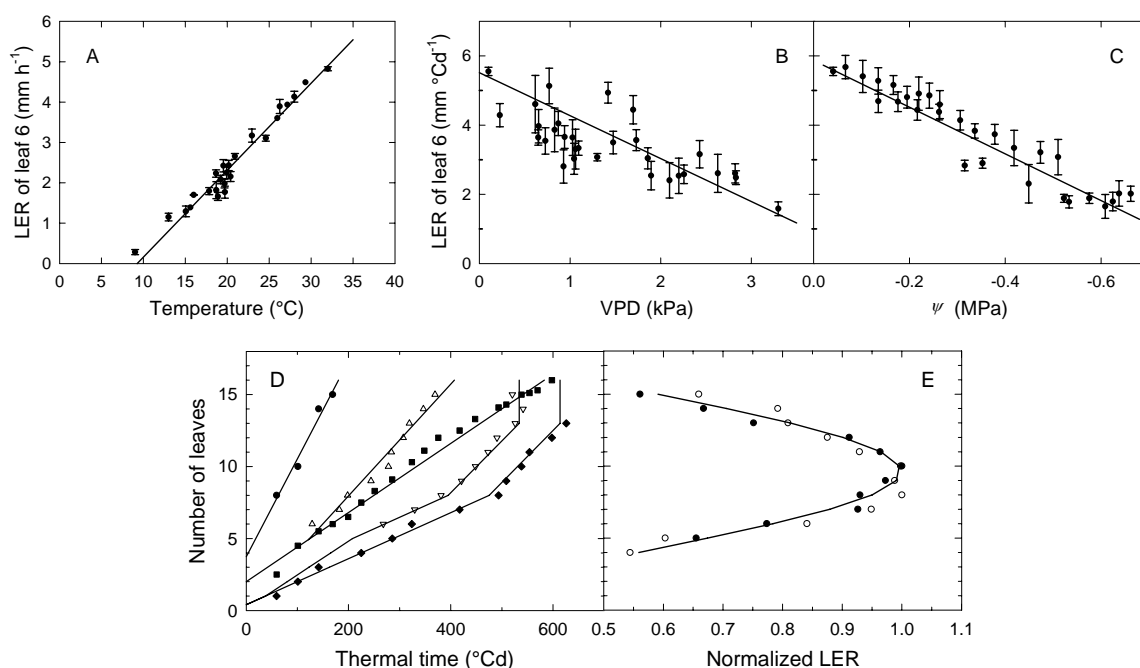 A
LER of leaf 6 (mm h⁻¹)
6
5
4
3
2
1
0
0 5 10 15 20 25 30 35 40
Temperature (°C)
B
LER of leaf 6 (mm °Cd⁻¹)
6
4
2
0
0 1 2 3
VPD (kPa)
C
0.0 -0.2 -0.4 -0.6
ψ (MPa)
D
Number of leaves
15
10
5
0
0 200 400 600
Thermal time (°Cd)
E
0.5 0.6 0.7 0.8 0.9 1.0 1.1
Normalized LER